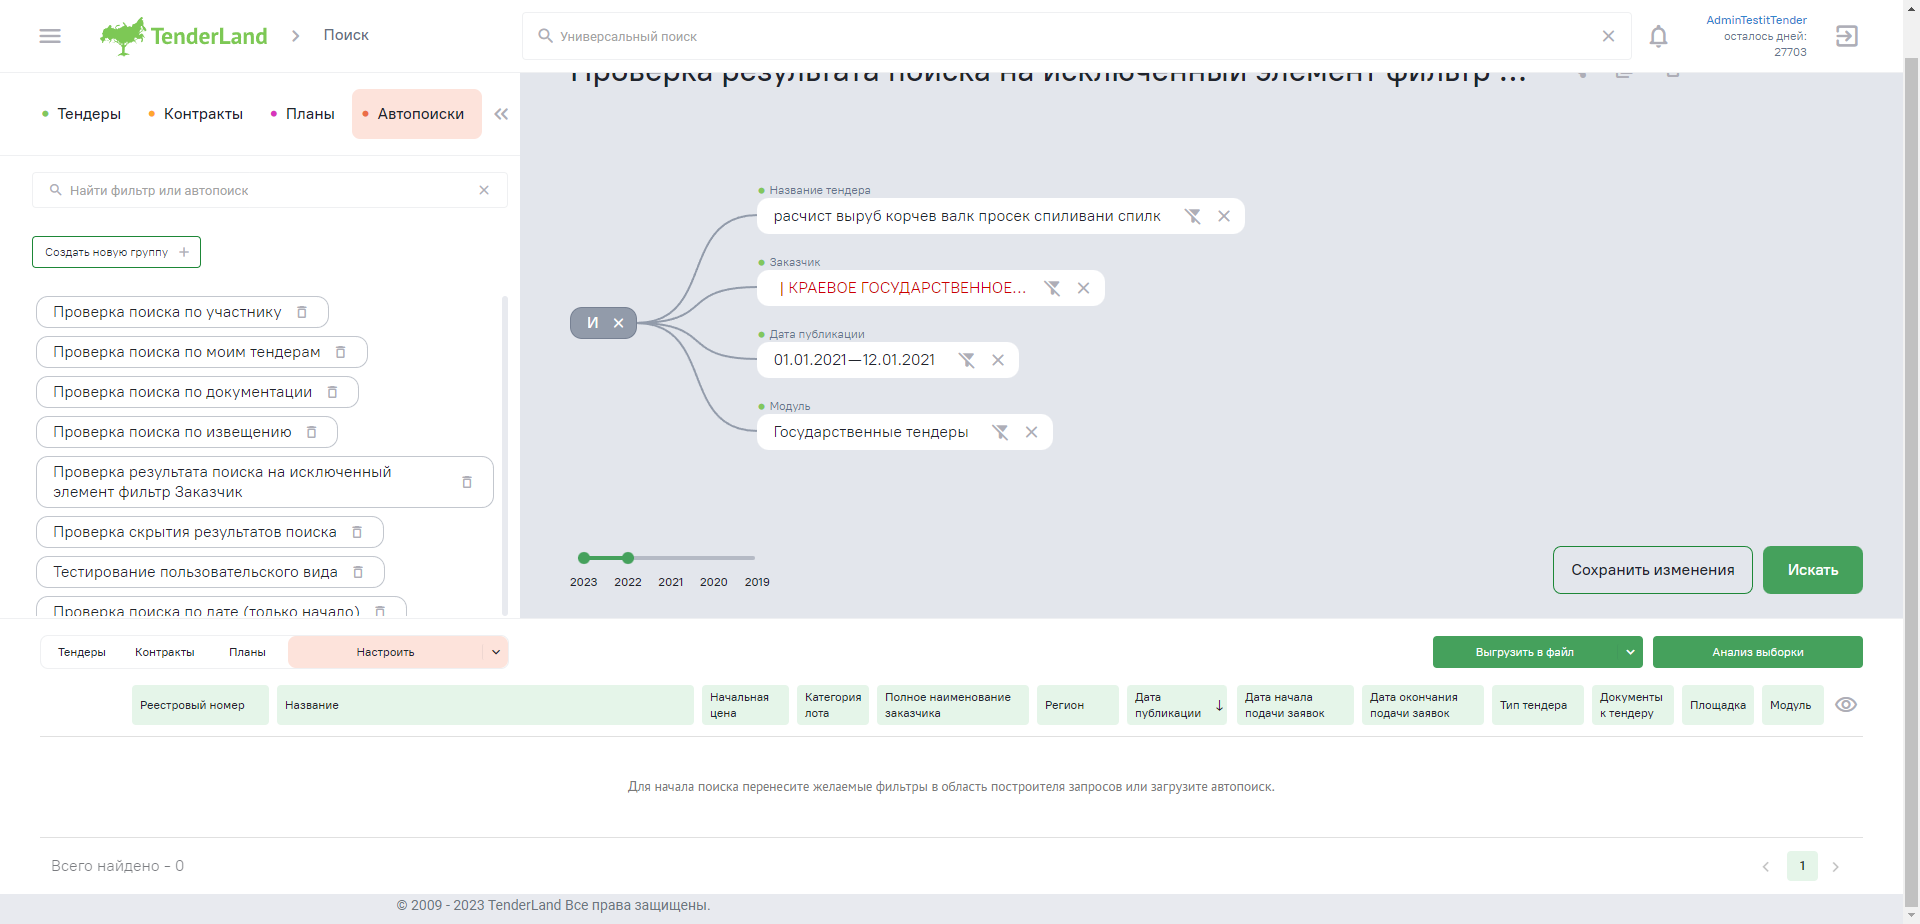 TenderLand
Поиск
Универсальный поиск
AdminTestitTender
осталось дней:
27703
Проверка результата поиска на исключенный элемент фильтр ...
Тендеры
Контракты
Планы
Автопоиски
Найти фильтр или автопоиск
Создать новую группу
Проверка поиска по участнику
Проверка поиска по моим тендерам
Проверка поиска по документации
Проверка поиска по извещению
Проверка результата поиска на исключенный
элемент фильтр Заказчик
Проверка скрытия результатов поиска
Тестирование пользовательского вида
Проверка поиска по дате (только начало)
Название тендера
расчист выруб корчев валк просек спиливани спилк
Заказчик
| КРАЕВОЕ ГОСУДАРСТВЕННОЕ...
И
Дата публикации
01.01.2021—12.01.2021
Модуль
Государственные тендеры
2023 2022 2021 2020 2019
Сохранить изменения
Искать
Тендеры
Контракты
Планы
Настроить
Выгрузить в файл
Анализ выборки
Реестровый номер
Название
Начальная
цена
Категория
лота
Полное наименование
заказчика
Регион
Дата
публикации
Дата начала
подачи заявок
Дата окончания
подачи заявок
Тип тендера
Документы
к тендеру
Площадка
Модуль
Для начала поиска перенесите желаемые фильтры в область построителя запросов или загрузите автопоиск.
Всего найдено - 0
1
© 2009 - 2023 TenderLand Все права защищены.